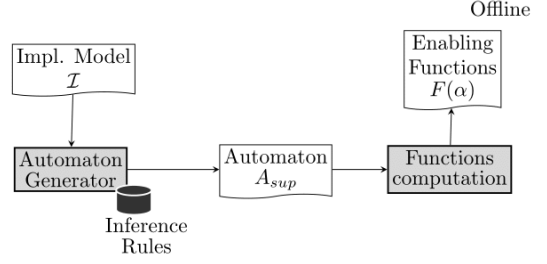 Offline
Impl. Model
𝓘
Enabling
Functions
F(α)
Automaton
Generator
Automaton
A_sup
Functions
computation
Inference
Rules